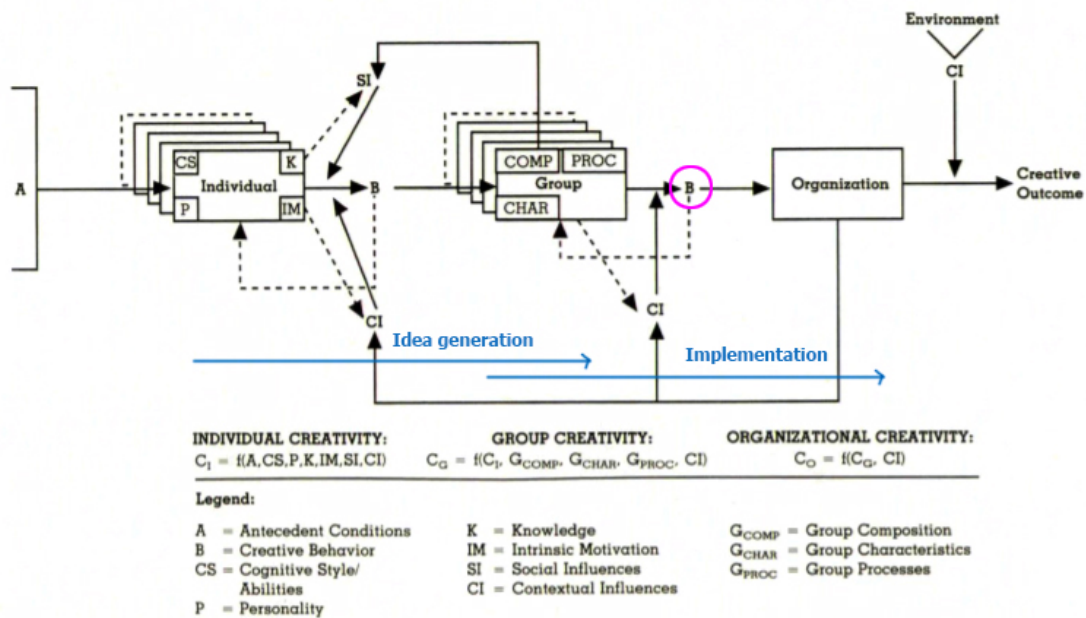 Environment
CI
SI
CS
K
COMP
PROC
A
Individual
B
Group
B
Organization
Creative
Outcome
P
IM
CHAR
CI
CI
Idea generation
Implementation
INDIVIDUAL CREATIVITY:
C_I = f(A,CS,P,K,IM,SI,CI)
GROUP CREATIVITY:
C_G = f(C_I, G_COMP, G_CHAR, G_PROC, CI)
ORGANIZATIONAL CREATIVITY:
C_O = f(C_G, CI)
Legend:
A = Antecedent Conditions
B = Creative Behavior
CS = Cognitive Style/
Abilities
P = Personality
K = Knowledge
IM = Intrinsic Motivation
SI = Social Influences
CI = Contextual Influences
G_COMP = Group Composition
G_CHAR = Group Characteristics
G_PROC = Group Processes